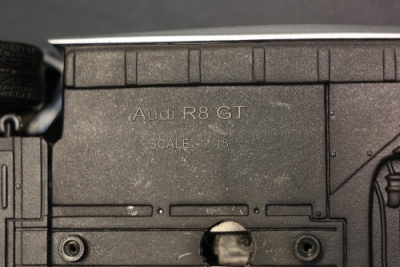 Audi R8 GT
SCALE 1:18